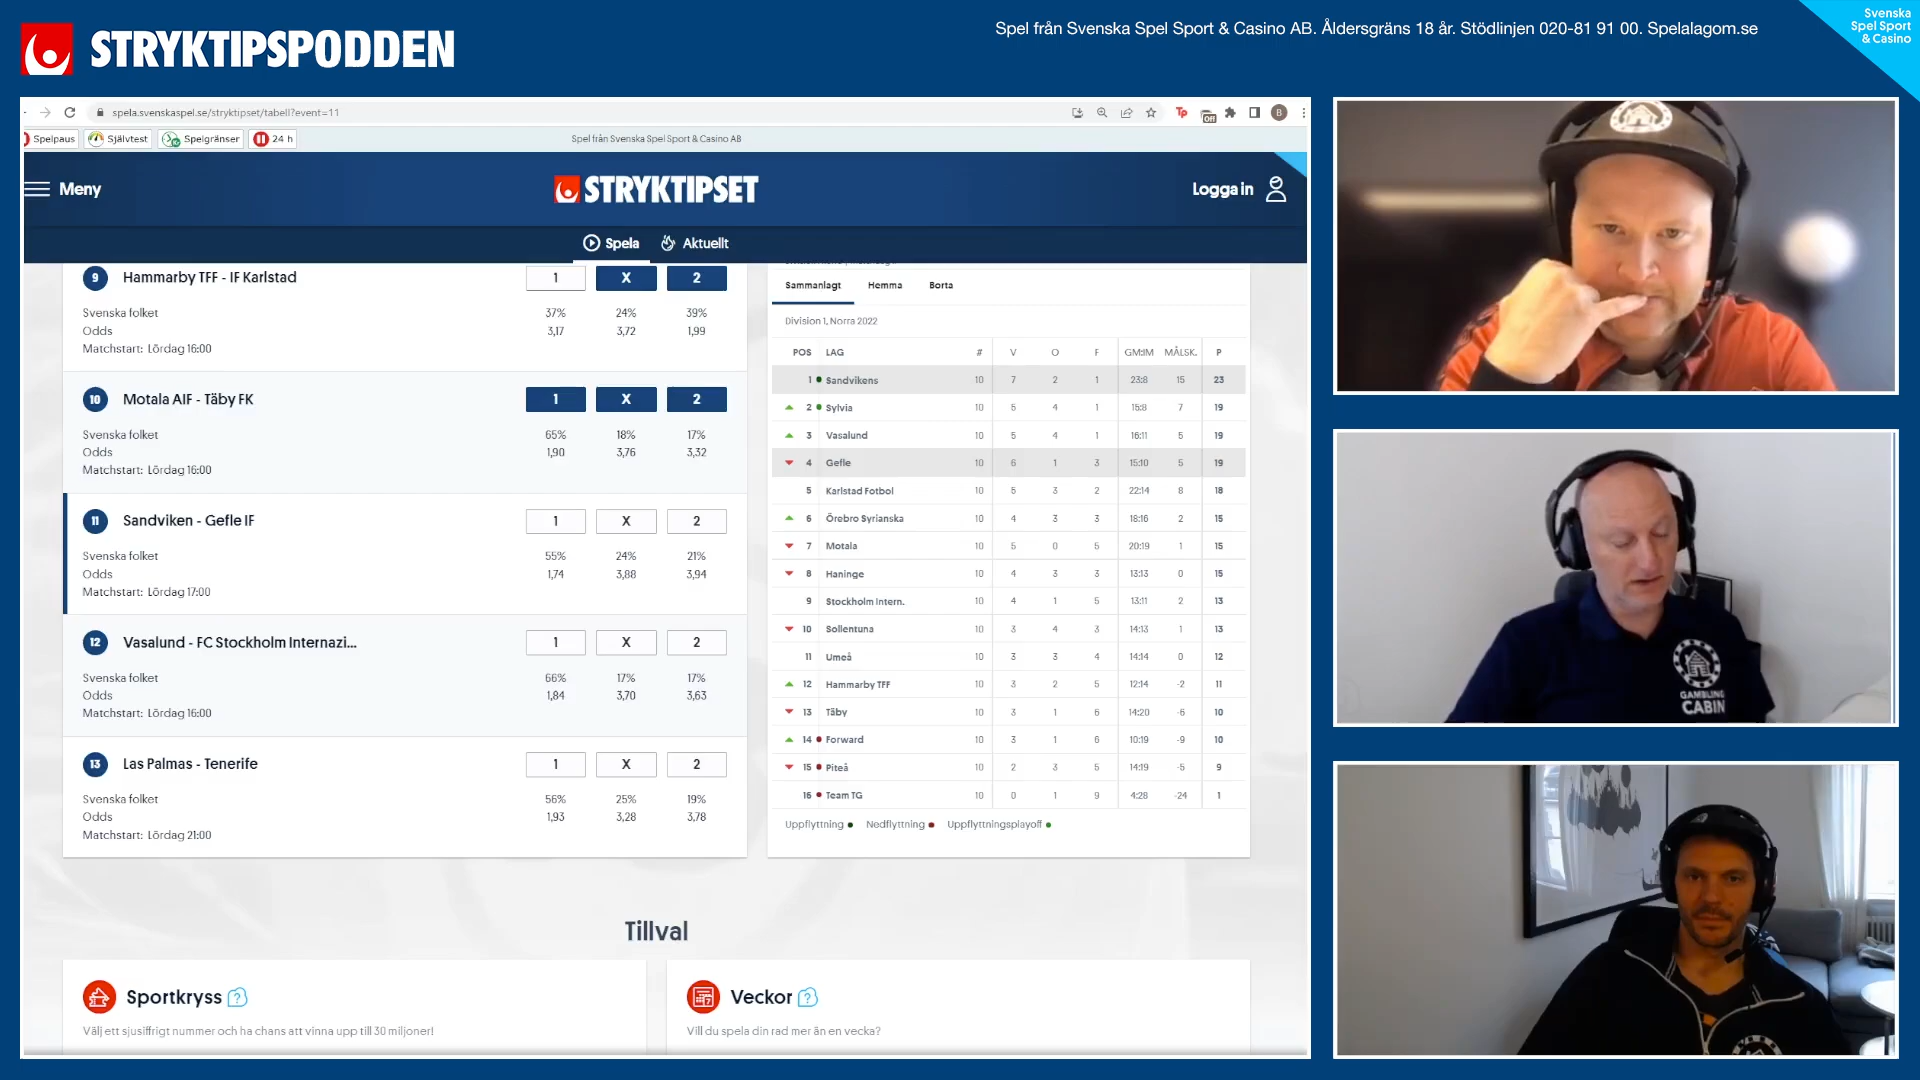 STRYKTIPSPODDEN
Spel från Svenska Spel Sport & Casino AB. Åldersgräns 18 år. Stödlinjen 020-81 91 00. Spelalagom.se
Svenska
Spel Sport
& Casino
spela.svenskaspel.se/stryktipset/tabell?event=11
Tp
Off
B
Spelpaus
Självtest
Spelgränser
24 h
Spel från Svenska Spel Sport & Casino AB
Meny
STRYKTIPSET
Logga in
Spela
Aktuellt
9 Hammarby TFF - IF Karlstad 1 X 2
Svenska folket 37% 24% 39%
Odds 3,17 3,72 1,99
Matchstart: Lördag 16:00
10 Motala AIF - Täby FK 1 X 2
Svenska folket 65% 18% 17%
Odds 1,90 3,76 3,32
Matchstart: Lördag 16:00
11 Sandviken - Gefle IF 1 X 2
Svenska folket 55% 24% 21%
Odds 1,74 3,88 3,94
Matchstart: Lördag 17:00
12 Vasalund - FC Stockholm Internazi... 1 X 2
Svenska folket 66% 17% 17%
Odds 1,84 3,70 3,63
Matchstart: Lördag 16:00
13 Las Palmas - Tenerife 1 X 2
Svenska folket 56% 25% 19%
Odds 1,93 3,28 3,78
Matchstart: Lördag 21:00
Sammanlagt Hemma Borta
Division 1, Norra 2022
POS LAG # V O F GM:IM MÅLSK. P
1 Sandvikens 10 7 2 1 23:8 15 23
2 Sylvia 10 5 4 1 15:8 7 19
3 Vasalund 10 5 4 1 16:11 5 19
4 Gefle 10 6 1 3 15:10 5 19
5 Karlstad Fotbol 10 5 3 2 22:14 8 18
6 Örebro Syrianska 10 4 3 3 18:16 2 15
7 Motala 10 5 0 5 20:19 1 15
8 Haninge 10 4 3 3 13:13 0 15
9 Stockholm Intern. 10 4 1 5 13:11 2 13
10 Sollentuna 10 3 4 3 14:13 1 13
11 Umeå 10 3 3 4 14:14 0 12
12 Hammarby TFF 10 3 2 5 12:14 -2 11
13 Täby 10 3 1 6 14:20 -6 10
14 Forward 10 3 1 6 10:19 -9 10
15 Piteå 10 2 3 5 14:19 -5 9
16 Team TG 10 0 1 9 4:28 -24 1
Uppflyttning Nedflyttning Uppflyttningsplayoff
Tillval
Sportkryss ?
Välj ett sjusiffrigt nummer och ha chans att vinna upp till 30 miljoner!
Veckor ?
Vill du spela din rad mer än en vecka?
GAMBLING
CABIN